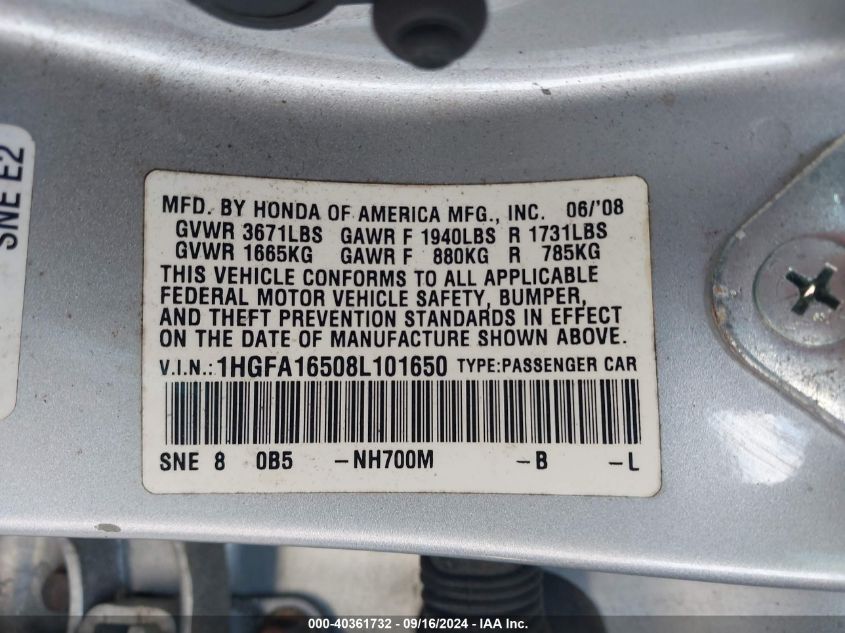 SNE E2
MFD. BY HONDA OF AMERICA MFG., INC. 06/'08
GVWR 3671LBS GAWR F 1940LBS R 1731LBS
GVWR 1665KG GAWR F 880KG R 785KG
THIS VEHICLE CONFORMS TO ALL APPLICABLE
FEDERAL MOTOR VEHICLE SAFETY, BUMPER,
AND THEFT PREVENTION STANDARDS IN EFFECT
ON THE DATE OF MANUFACTURE SHOWN ABOVE.
V.I.N.: 1HGFA16508L101650 TYPE:PASSENGER CAR
SNE 8 0B5 -NH700M -B -L
000-40361732 - 09/16/2024 - IAA Inc.